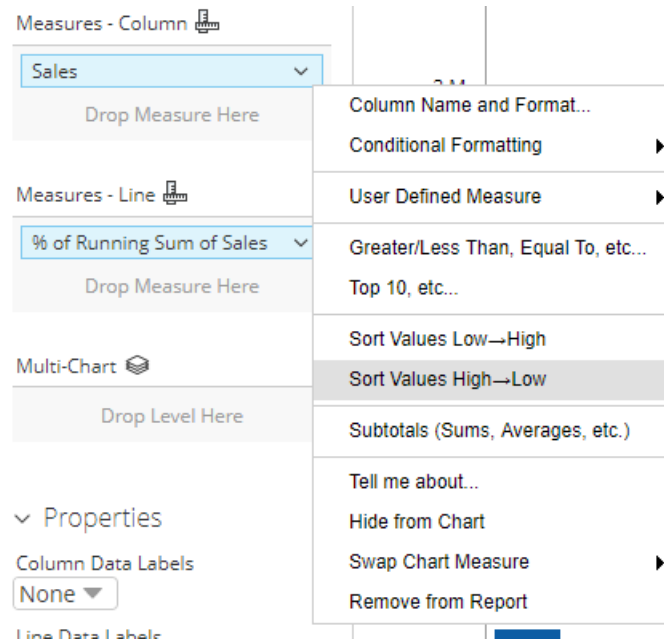 Measures - Column
Sales
Drop Measure Here
Measures - Line
% of Running Sum of Sales
Drop Measure Here
Multi-Chart
Drop Level Here
Properties
Column Data Labels
None
Line Data Labels
Column Name and Format...
Conditional Formatting
User Defined Measure
Greater/Less Than, Equal To, etc...
Top 10, etc...
Sort Values Low→High
Sort Values High→Low
Subtotals (Sums, Averages, etc.)
Tell me about...
Hide from Chart
Swap Chart Measure
Remove from Report